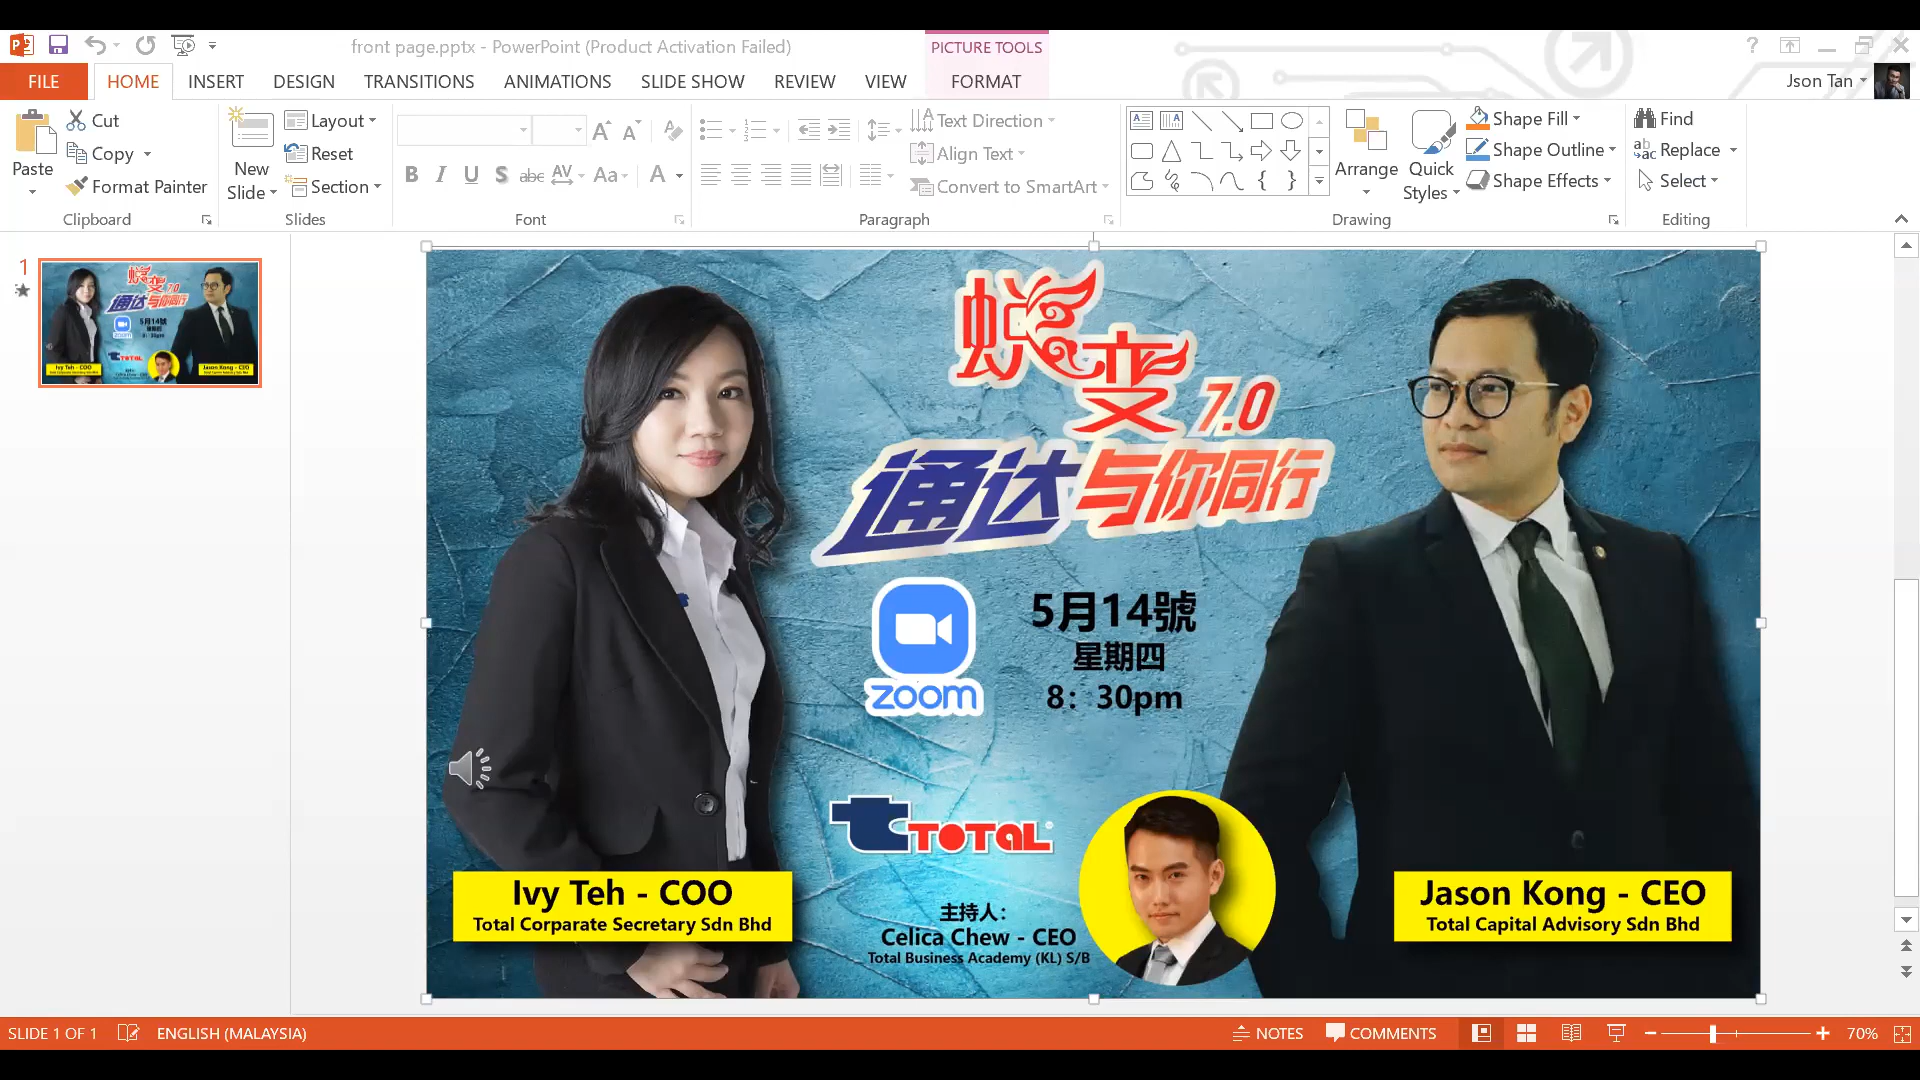 front page.pptx - PowerPoint (Product Activation Failed)
PICTURE TOOLS
FILE HOME INSERT DESIGN TRANSITIONS ANIMATIONS SLIDE SHOW REVIEW VIEW FORMAT
Json Tan
Paste
Cut
Copy
Format Painter
Clipboard
New
Slide
Layout
Reset
Section
Slides
Font
Text Direction
Align Text
Convert to SmartArt
Paragraph
Arrange
Quick
Styles
Shape Fill
Shape Outline
Shape Effects
Drawing
Find
Replace
Select
Editing
1
蜕变 7.0
通达与你同行
zoom
5月14號
星期四
8：30pm
TOTAL
Ivy Teh - COO
Total Corparate Secretary Sdn Bhd
主持人：
Celica Chew - CEO
Total Business Academy (KL) S/B
Jason Kong - CEO
Total Capital Advisory Sdn Bhd
SLIDE 1 OF 1
ENGLISH (MALAYSIA)
NOTES
COMMENTS
70%